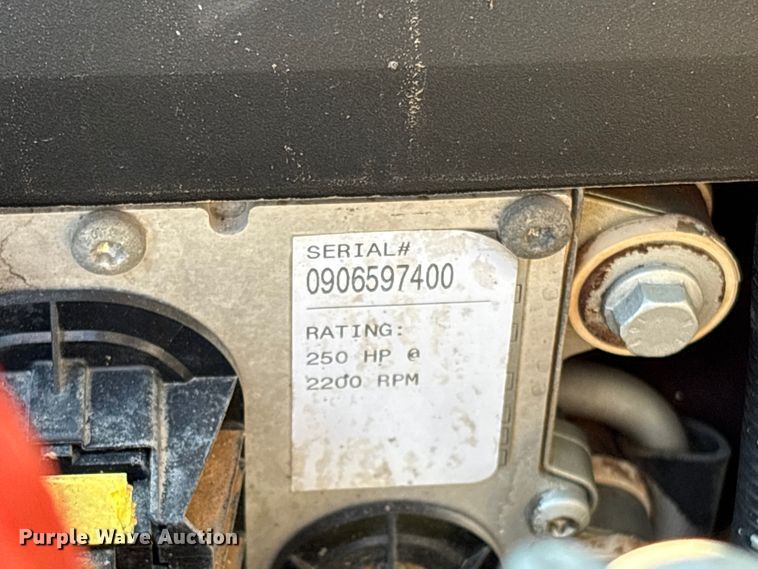 SERIAL#
0906597400
RATING:
250 HP @
2200 RPM
Purple Wave Auction